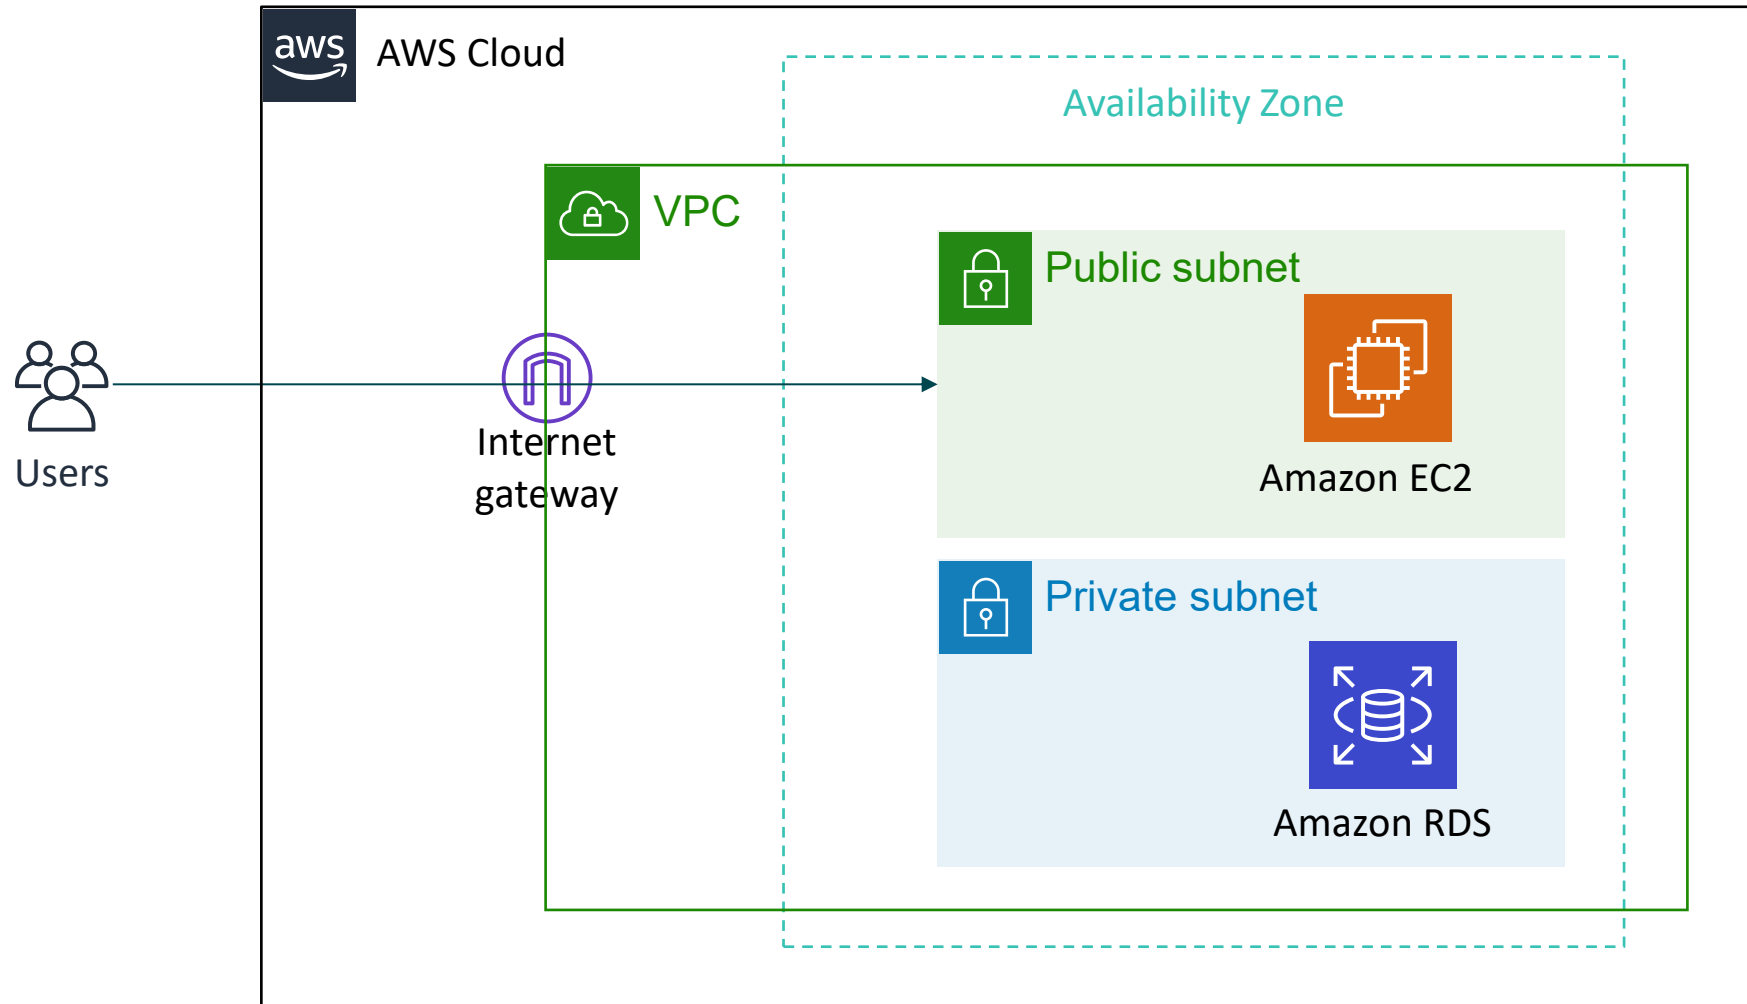 aws
AWS Cloud
Availability Zone
VPC
Public subnet
Amazon EC2
Users
Internet
gateway
Private subnet
Amazon RDS